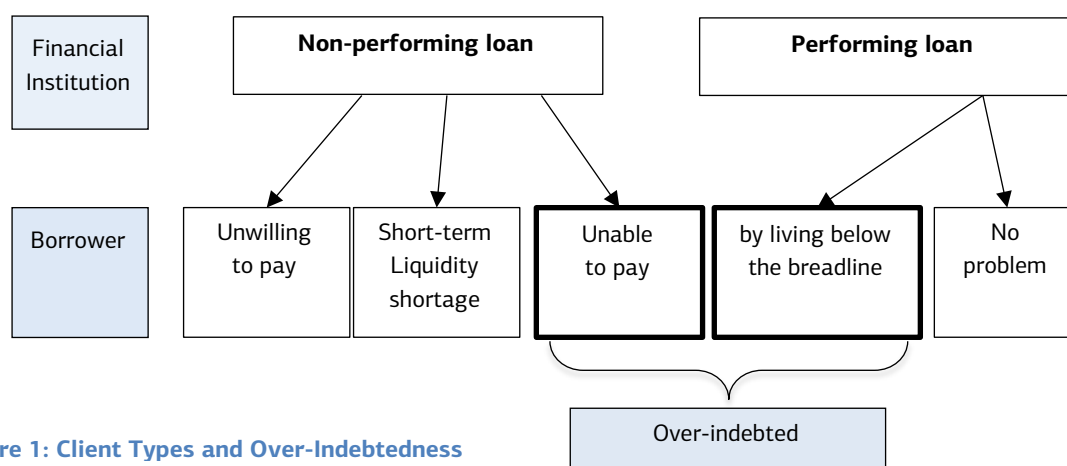 Financial
Institution
Non-performing loan
Performing loan
Borrower
Unwilling
to pay
Short-term
Liquidity
shortage
Unable
to pay
by living below
the breadline
No
problem
Over-indebted
re 1: Client Types and Over-Indebtedness